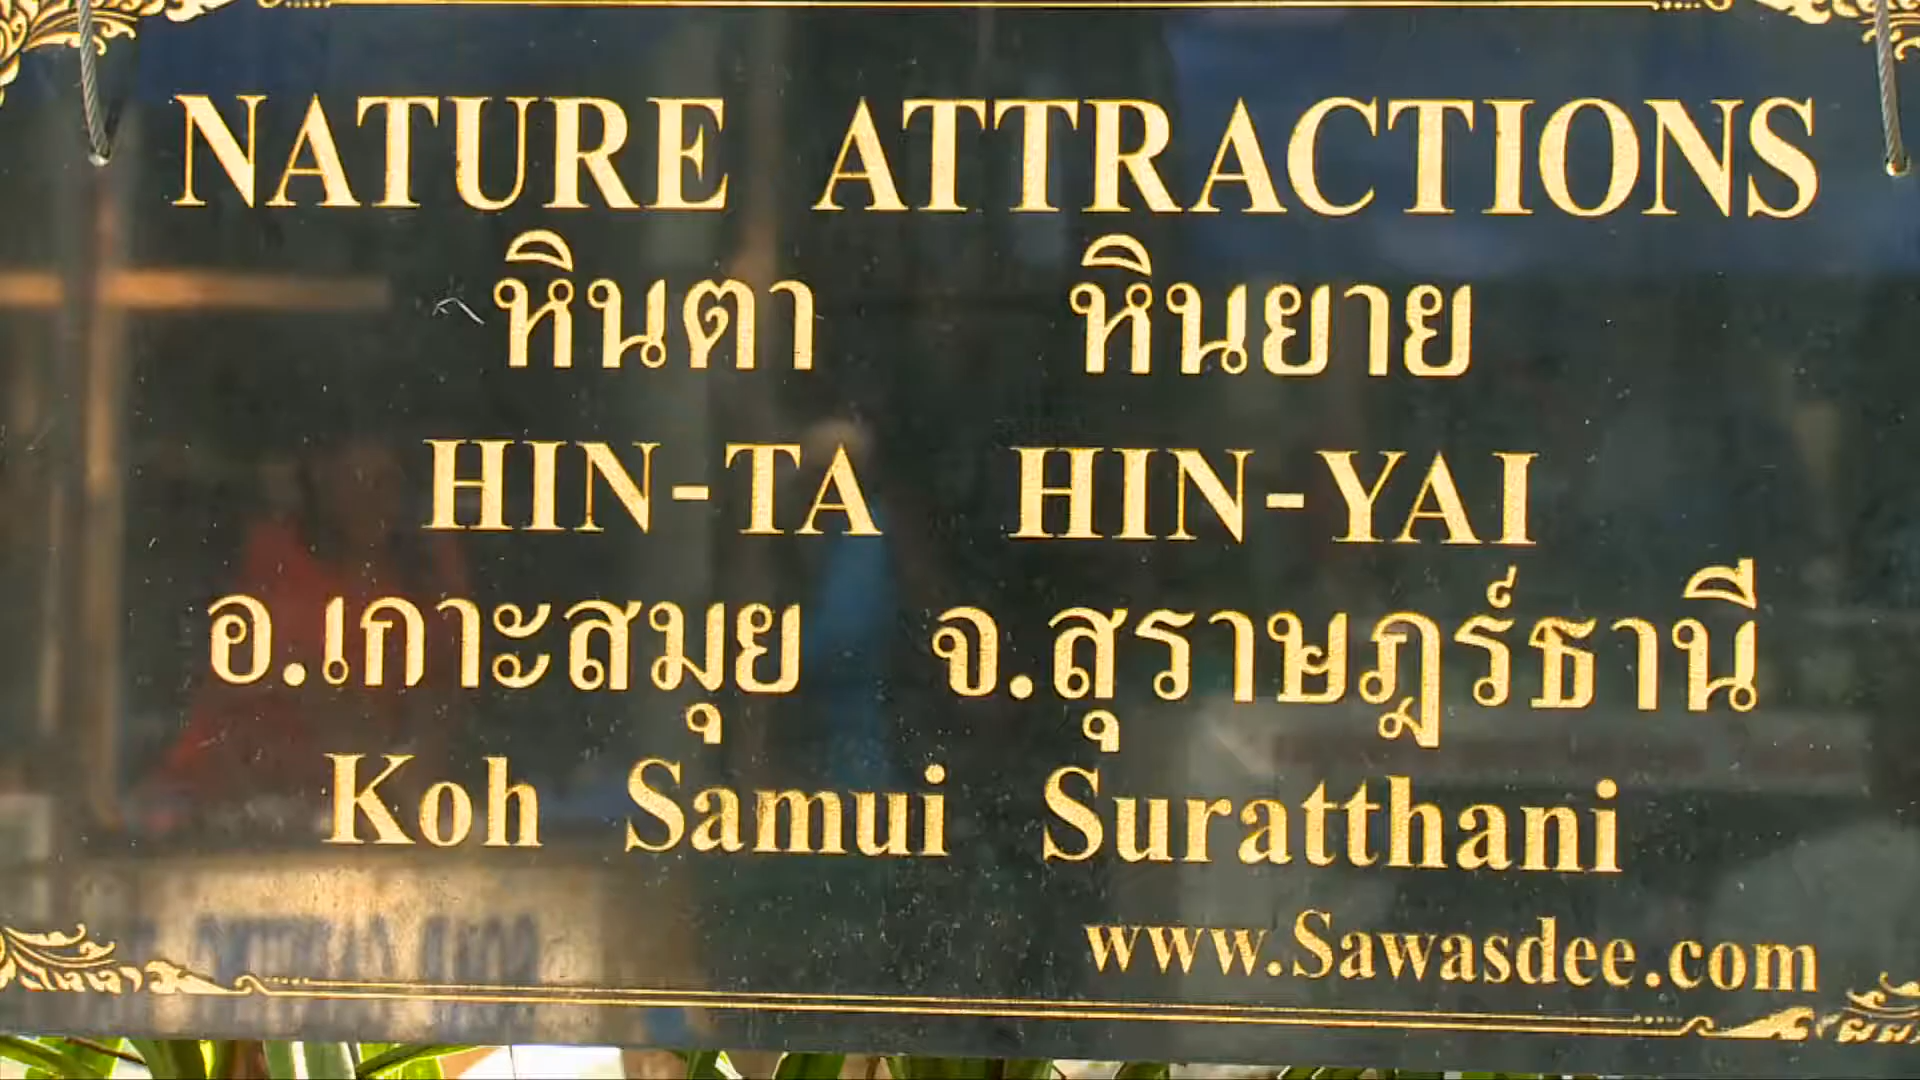 NATURE ATTRACTIONS
หินตา หินยาย
HIN-TA HIN-YAI
อ.เกาะสมุย จ.สุราษฎร์ธานี
Koh Samui Suratthani
www.Sawasdee.com